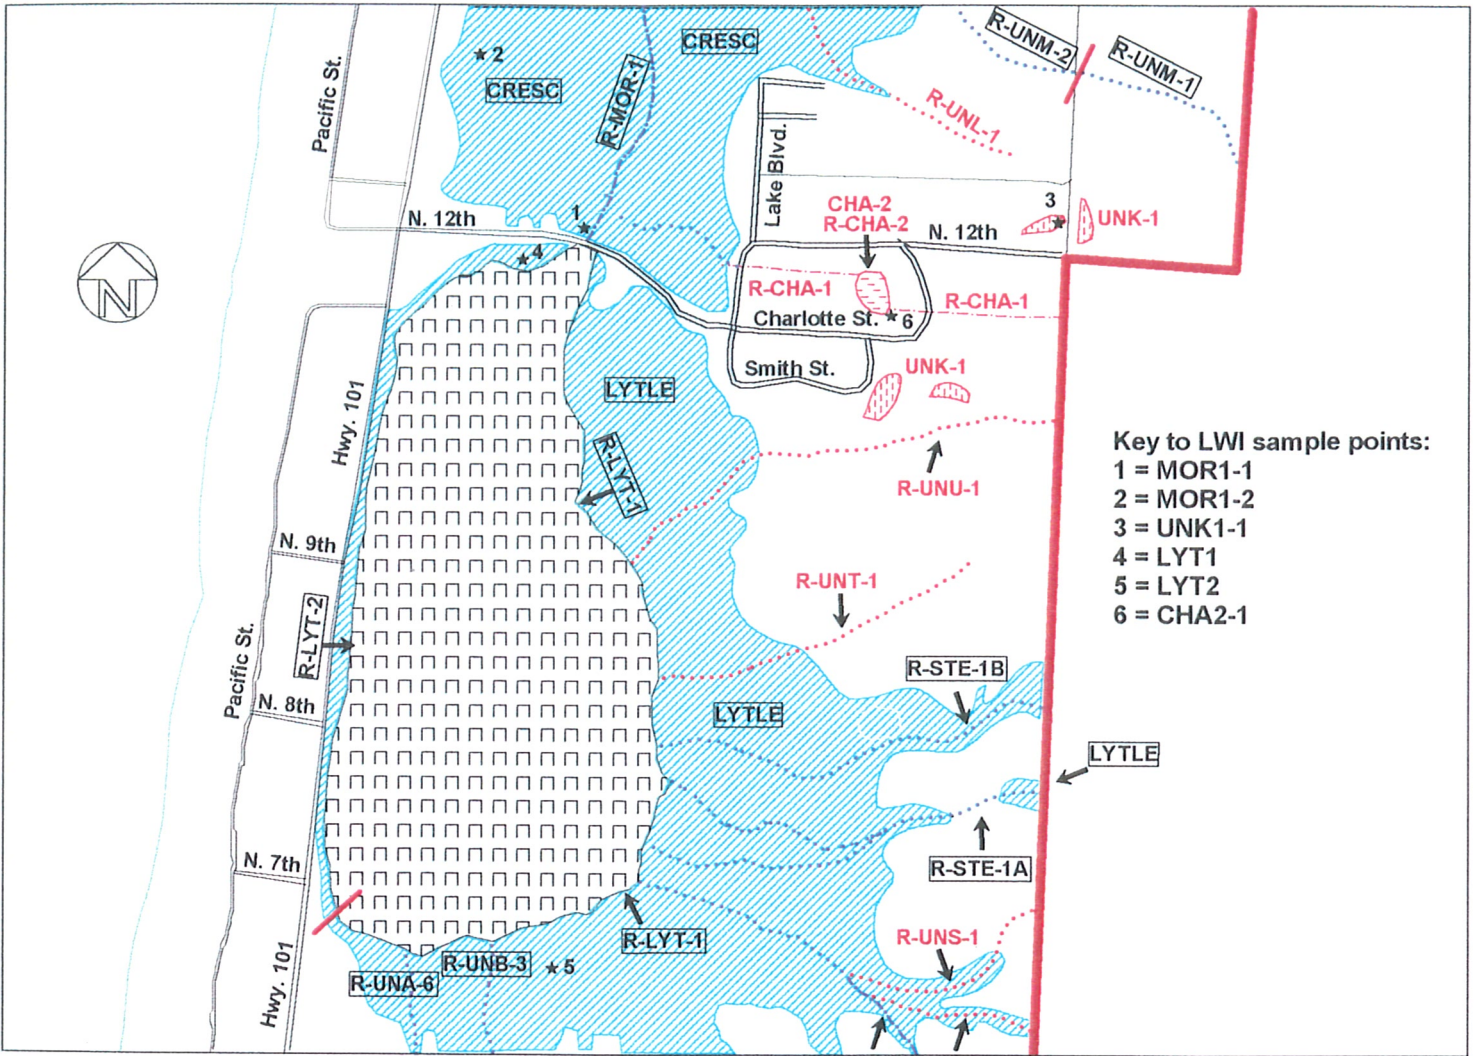 CRESC
2
CRESC
R-MOR-1
R-UNM-2
R-UNM-1
Pacific St.
R-UNL-1
Lake Blvd.
1
N. 12th
4
CHA-2
R-CHA-2
N. 12th
3
UNK-1
N
R-CHA-1
R-CHA-1
Charlotte St.
6
Smith St.
UNK-1
LYTLE
Hwy. 101
R-LYT-1
R-UNU-1
Key to LWI sample points:
1 = MOR1-1
2 = MOR1-2
3 = UNK1-1
4 = LYT1
5 = LYT2
6 = CHA2-1
N. 9th
R-UNT-1
R-LYT-2
Pacific St.
N. 8th
R-STE-1B
LYTLE
LYTLE
N. 7th
R-STE-1A
R-LYT-1
R-UNS-1
R-UNB-3
5
R-UNA-6
Hwy. 101